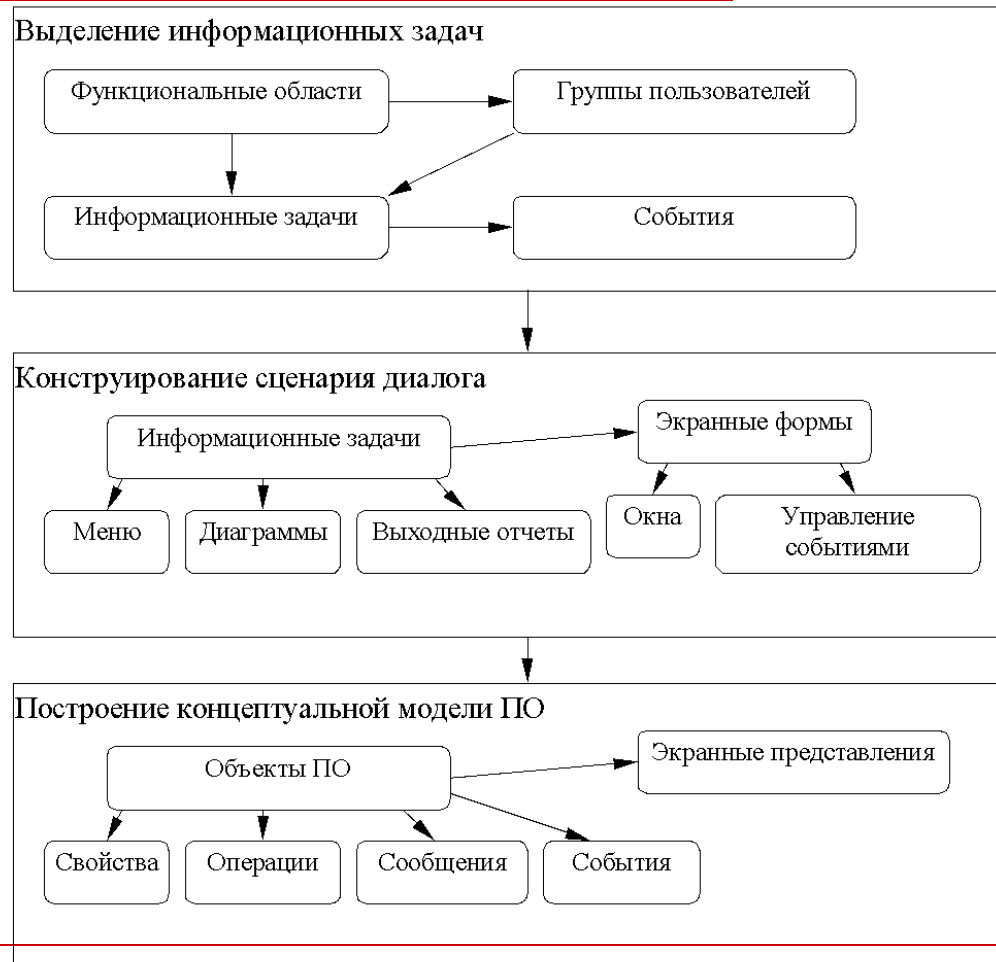 Выделение информационных задач
Функциональные области
Группы пользователей
Информационные задачи
События
Конструирование сценария диалога
Информационные задачи
Экранные формы
Меню
Диаграммы
Выходные отчеты
Окна
Управление
событиями
Построение концептуальной модели ПО
Объекты ПО
Экранные представления
Свойства
Операции
Сообщения
События